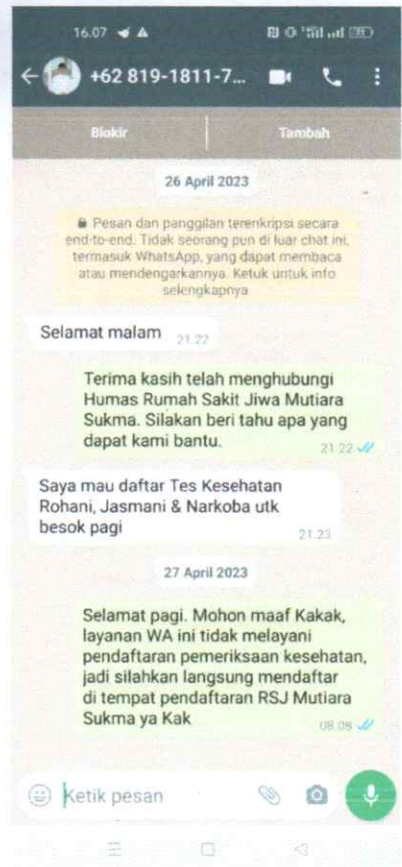 16.07
+62 819-1811-7...
Blokir
Tambah
26 April 2023
Pesan dan panggilan terenkripsi secara
end-to-end. Tidak seorang pun di luar chat ini,
termasuk WhatsApp, yang dapat membaca
atau mendengarkannya. Ketuk untuk info
selengkapnya
Selamat malam
21.22
Terima kasih telah menghubungi
Humas Rumah Sakit Jiwa Mutiara
Sukma. Silakan beri tahu apa yang
dapat kami bantu.
21.22
Saya mau daftar Tes Kesehatan
Rohani, Jasmani & Narkoba utk
besok pagi
21.23
27 April 2023
Selamat pagi. Mohon maaf Kakak,
layanan WA ini tidak melayani
pendaftaran pemeriksaan kesehatan,
jadi silahkan langsung mendaftar
di tempat pendaftaran RSJ Mutiara
Sukma ya Kak
08.08
Ketik pesan